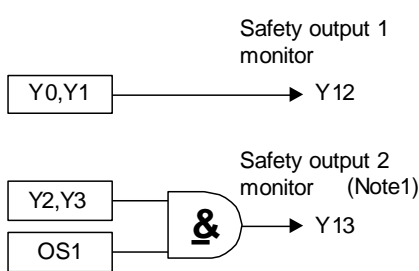 Safety output 1
monitor
Y0,Y1
Y12
Safety output 2
monitor (Note1)
Y2,Y3
&
Y13
OS1